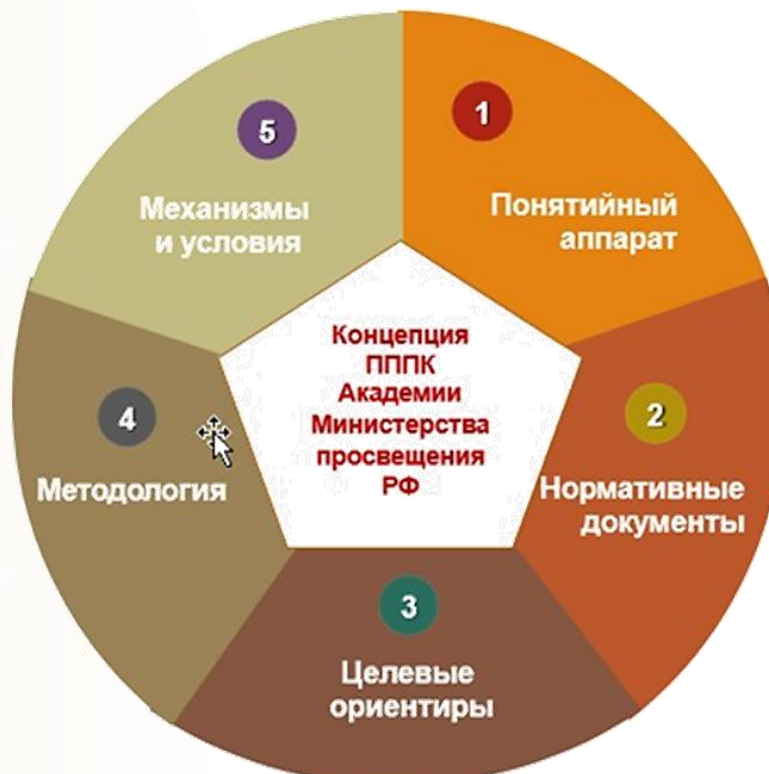 1
Понятийный
аппарат
2
Нормативные
документы
3
Целевые
ориентиры
4
Методология
5
Механизмы
и условия
Концепция
ПППК
Академии
Министерства
просвещения
РФ